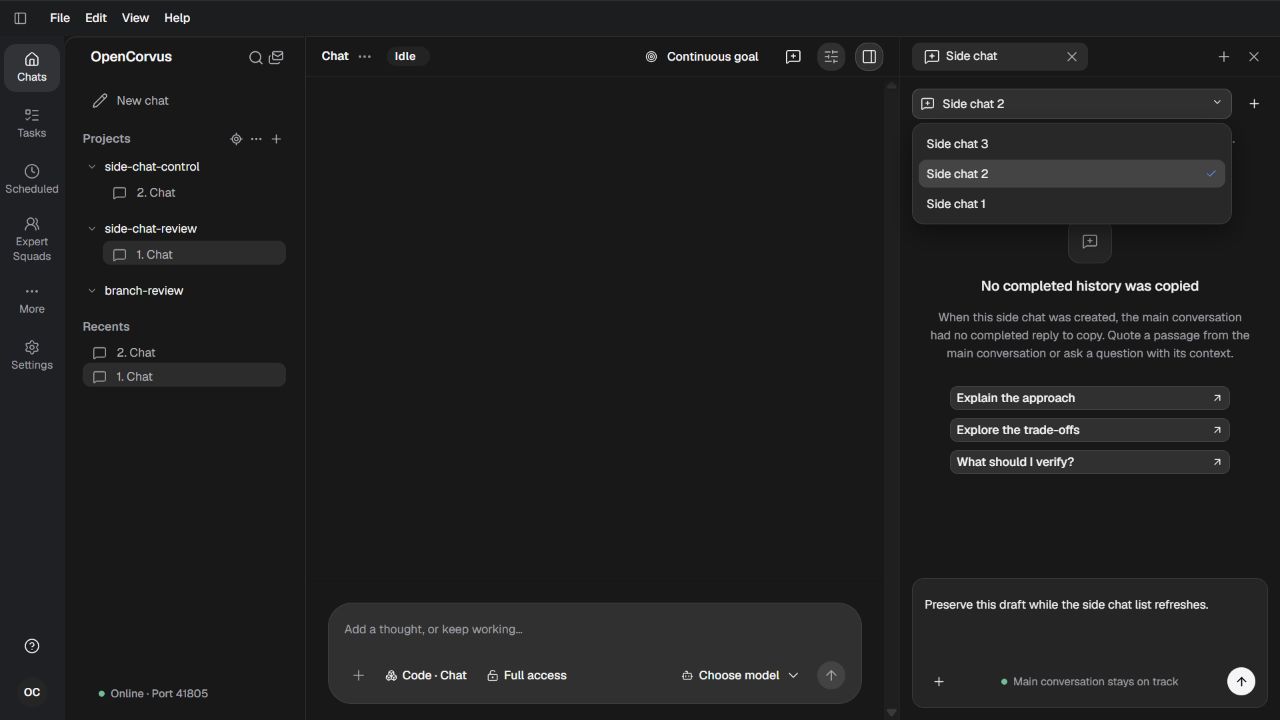 File Edit View Help
Chats
Tasks
Scheduled
Expert
Squads
More
Settings
OC
OpenCorvus
New chat
Projects
side-chat-control
2. Chat
side-chat-review
1. Chat
branch-review
Recents
2. Chat
1. Chat
Online · Port 41805
Chat ··· Idle
Continuous goal
Add a thought, or keep working...
Code · Chat
Full access
Choose model
Side chat
Side chat 2
Side chat 3
Side chat 2
Side chat 1
No completed history was copied
When this side chat was created, the main conversation
had no completed reply to copy. Quote a passage from the
main conversation or ask a question with its context.
Explain the approach
Explore the trade-offs
What should I verify?
Preserve this draft while the side chat list refreshes.
Main conversation stays on track